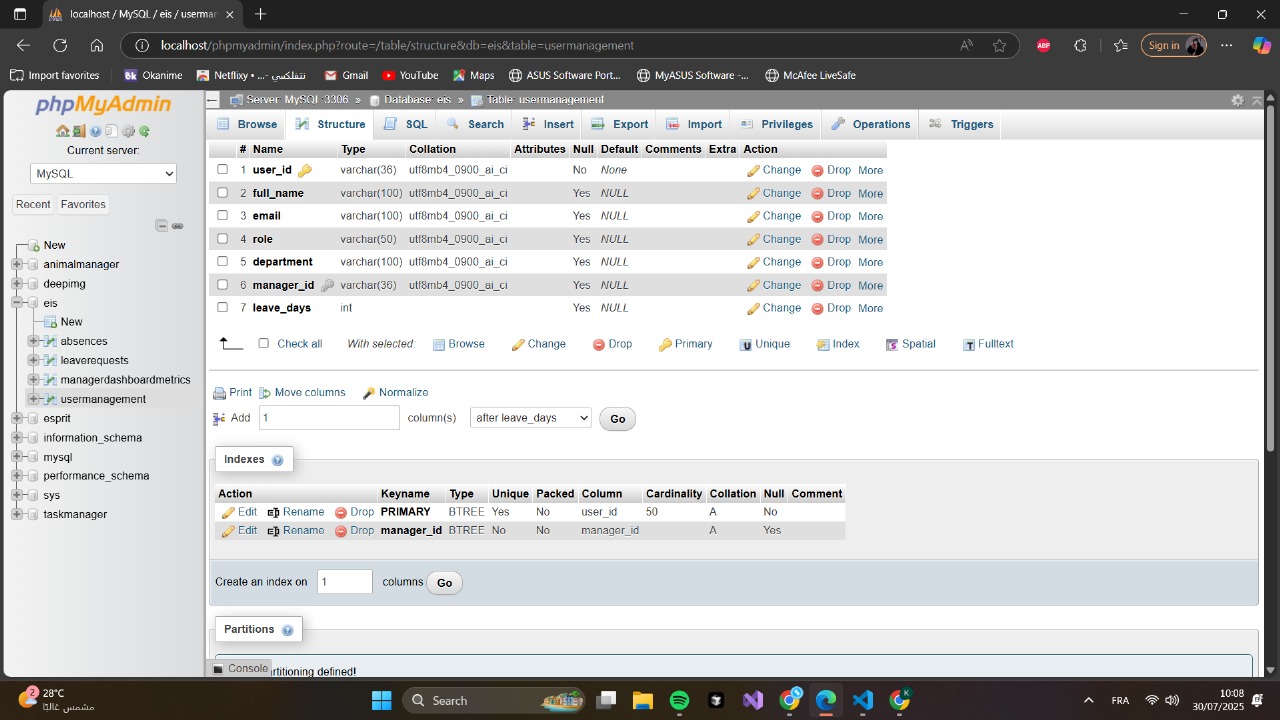 localhost / MySQL / eis / userman
localhost/phpmyadmin/index.php?route=/table/structure&db=eis&table=usermanagement
A))
ABP
Sign in
Import favorites
Bk Okanime
Netflixy • ... - نتفلكسي
Gmail
YouTube
Maps
ASUS Software Port...
MyASUS Software -...
McAfee LiveSafe
phpMyAdmin
Current server:
MySQL
Recent Favorites
New
animalmanager
deepimg
eis
New
absences
leaverequests
managerdashboardmetrics
usermanagement
esprit
information_schema
mysql
performance_schema
sys
taskmanager
Server: MySQL:3306 » Database: eis » Table: usermanagement
Browse Structure SQL Search Insert Export Import Privileges Operations Triggers
# Name Type Collation Attributes Null Default Comments Extra Action
1 user_id varchar(36) utf8mb4_0900_ai_ci No None Change Drop More
2 full_name varchar(100) utf8mb4_0900_ai_ci Yes NULL Change Drop More
3 email varchar(100) utf8mb4_0900_ai_ci Yes NULL Change Drop More
4 role varchar(50) utf8mb4_0900_ai_ci Yes NULL Change Drop More
5 department varchar(100) utf8mb4_0900_ai_ci Yes NULL Change Drop More
6 manager_id varchar(36) utf8mb4_0900_ai_ci Yes NULL Change Drop More
7 leave_days int Yes NULL Change Drop More
Check all With selected: Browse Change Drop Primary Unique Index Spatial Fulltext
Print Move columns Normalize
Add 1 column(s) after leave_days Go
Indexes
Action Keyname Type Unique Packed Column Cardinality Collation Null Comment
Edit Rename Drop PRIMARY BTREE Yes No user_id 50 A No
Edit Rename Drop manager_id BTREE No No manager_id A Yes
Create an index on 1 columns Go
Partitions
Console
titioning defined!
2
28°C
مشمس غالبًا
Search
K
FRA
10:08
30/07/2025